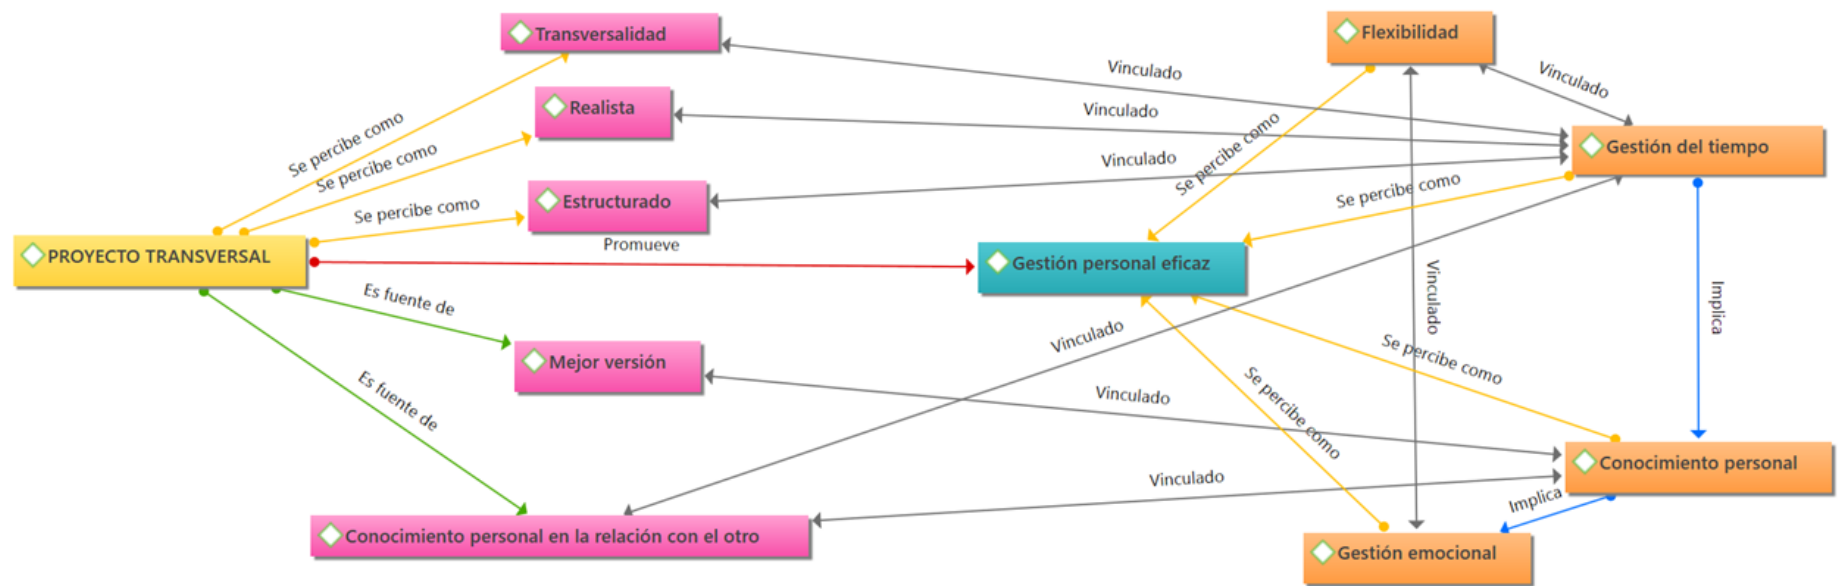 Transversalidad
Flexibilidad
Vinculado
Vinculado
Realista
Vinculado
Se percibe como
Se percibe como
Vinculado
Se percibe como
Gestión del tiempo
Estructurado
Se percibe como
Se percibe como
Promueve
PROYECTO TRANSVERSAL
Gestión personal eficaz
Es fuente de
Vinculado
Implica
Vinculado
Mejor versión
Se percibe como
Es fuente de
Vinculado
Se percibe como
Conocimiento personal
Vinculado
Implica
Conocimiento personal en la relación con el otro
Gestión emocional